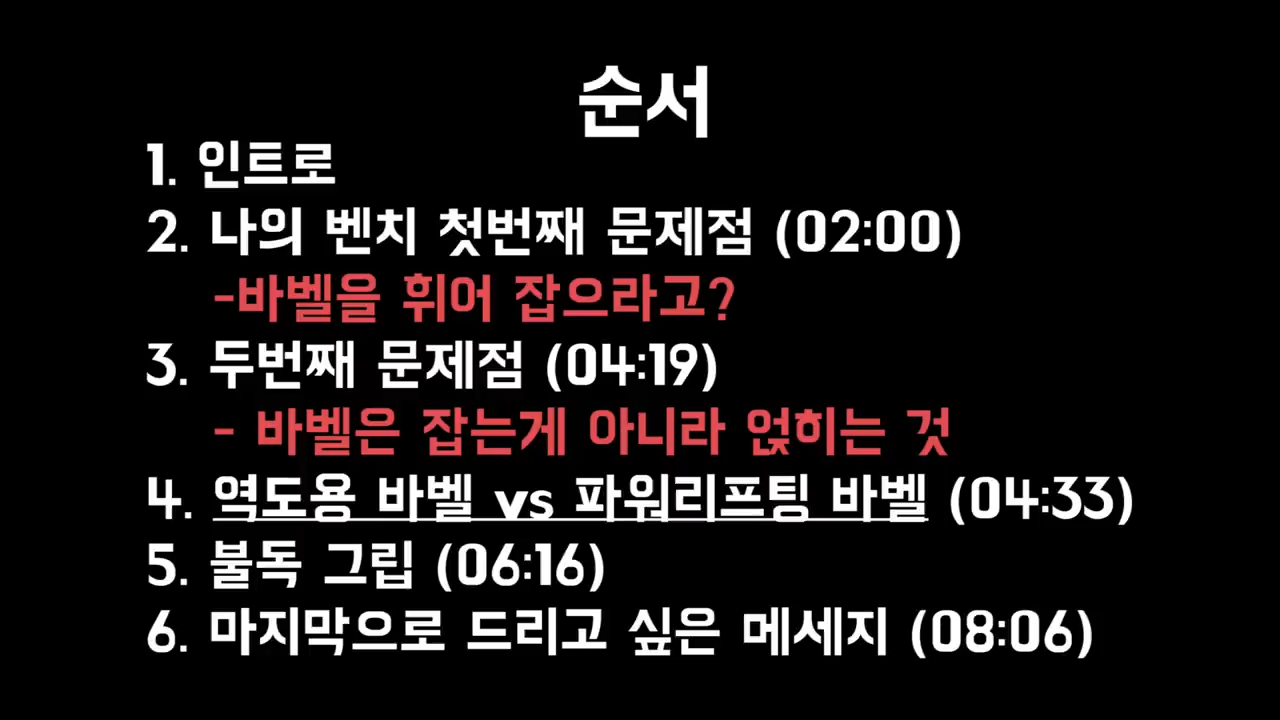 순서
1. 인트로
2. 나의 벤치 첫번째 문제점 (02:00)
-바벨을 휘어 잡으라고?
3. 두번째 문제점 (04:19)
- 바벨은 잡는게 아니라 얹히는 것
4. 역도용 바벨 vs 파워리프팅 바벨 (04:33)
5. 불독 그립 (06:16)
6. 마지막으로 드리고 싶은 메세지 (08:06)